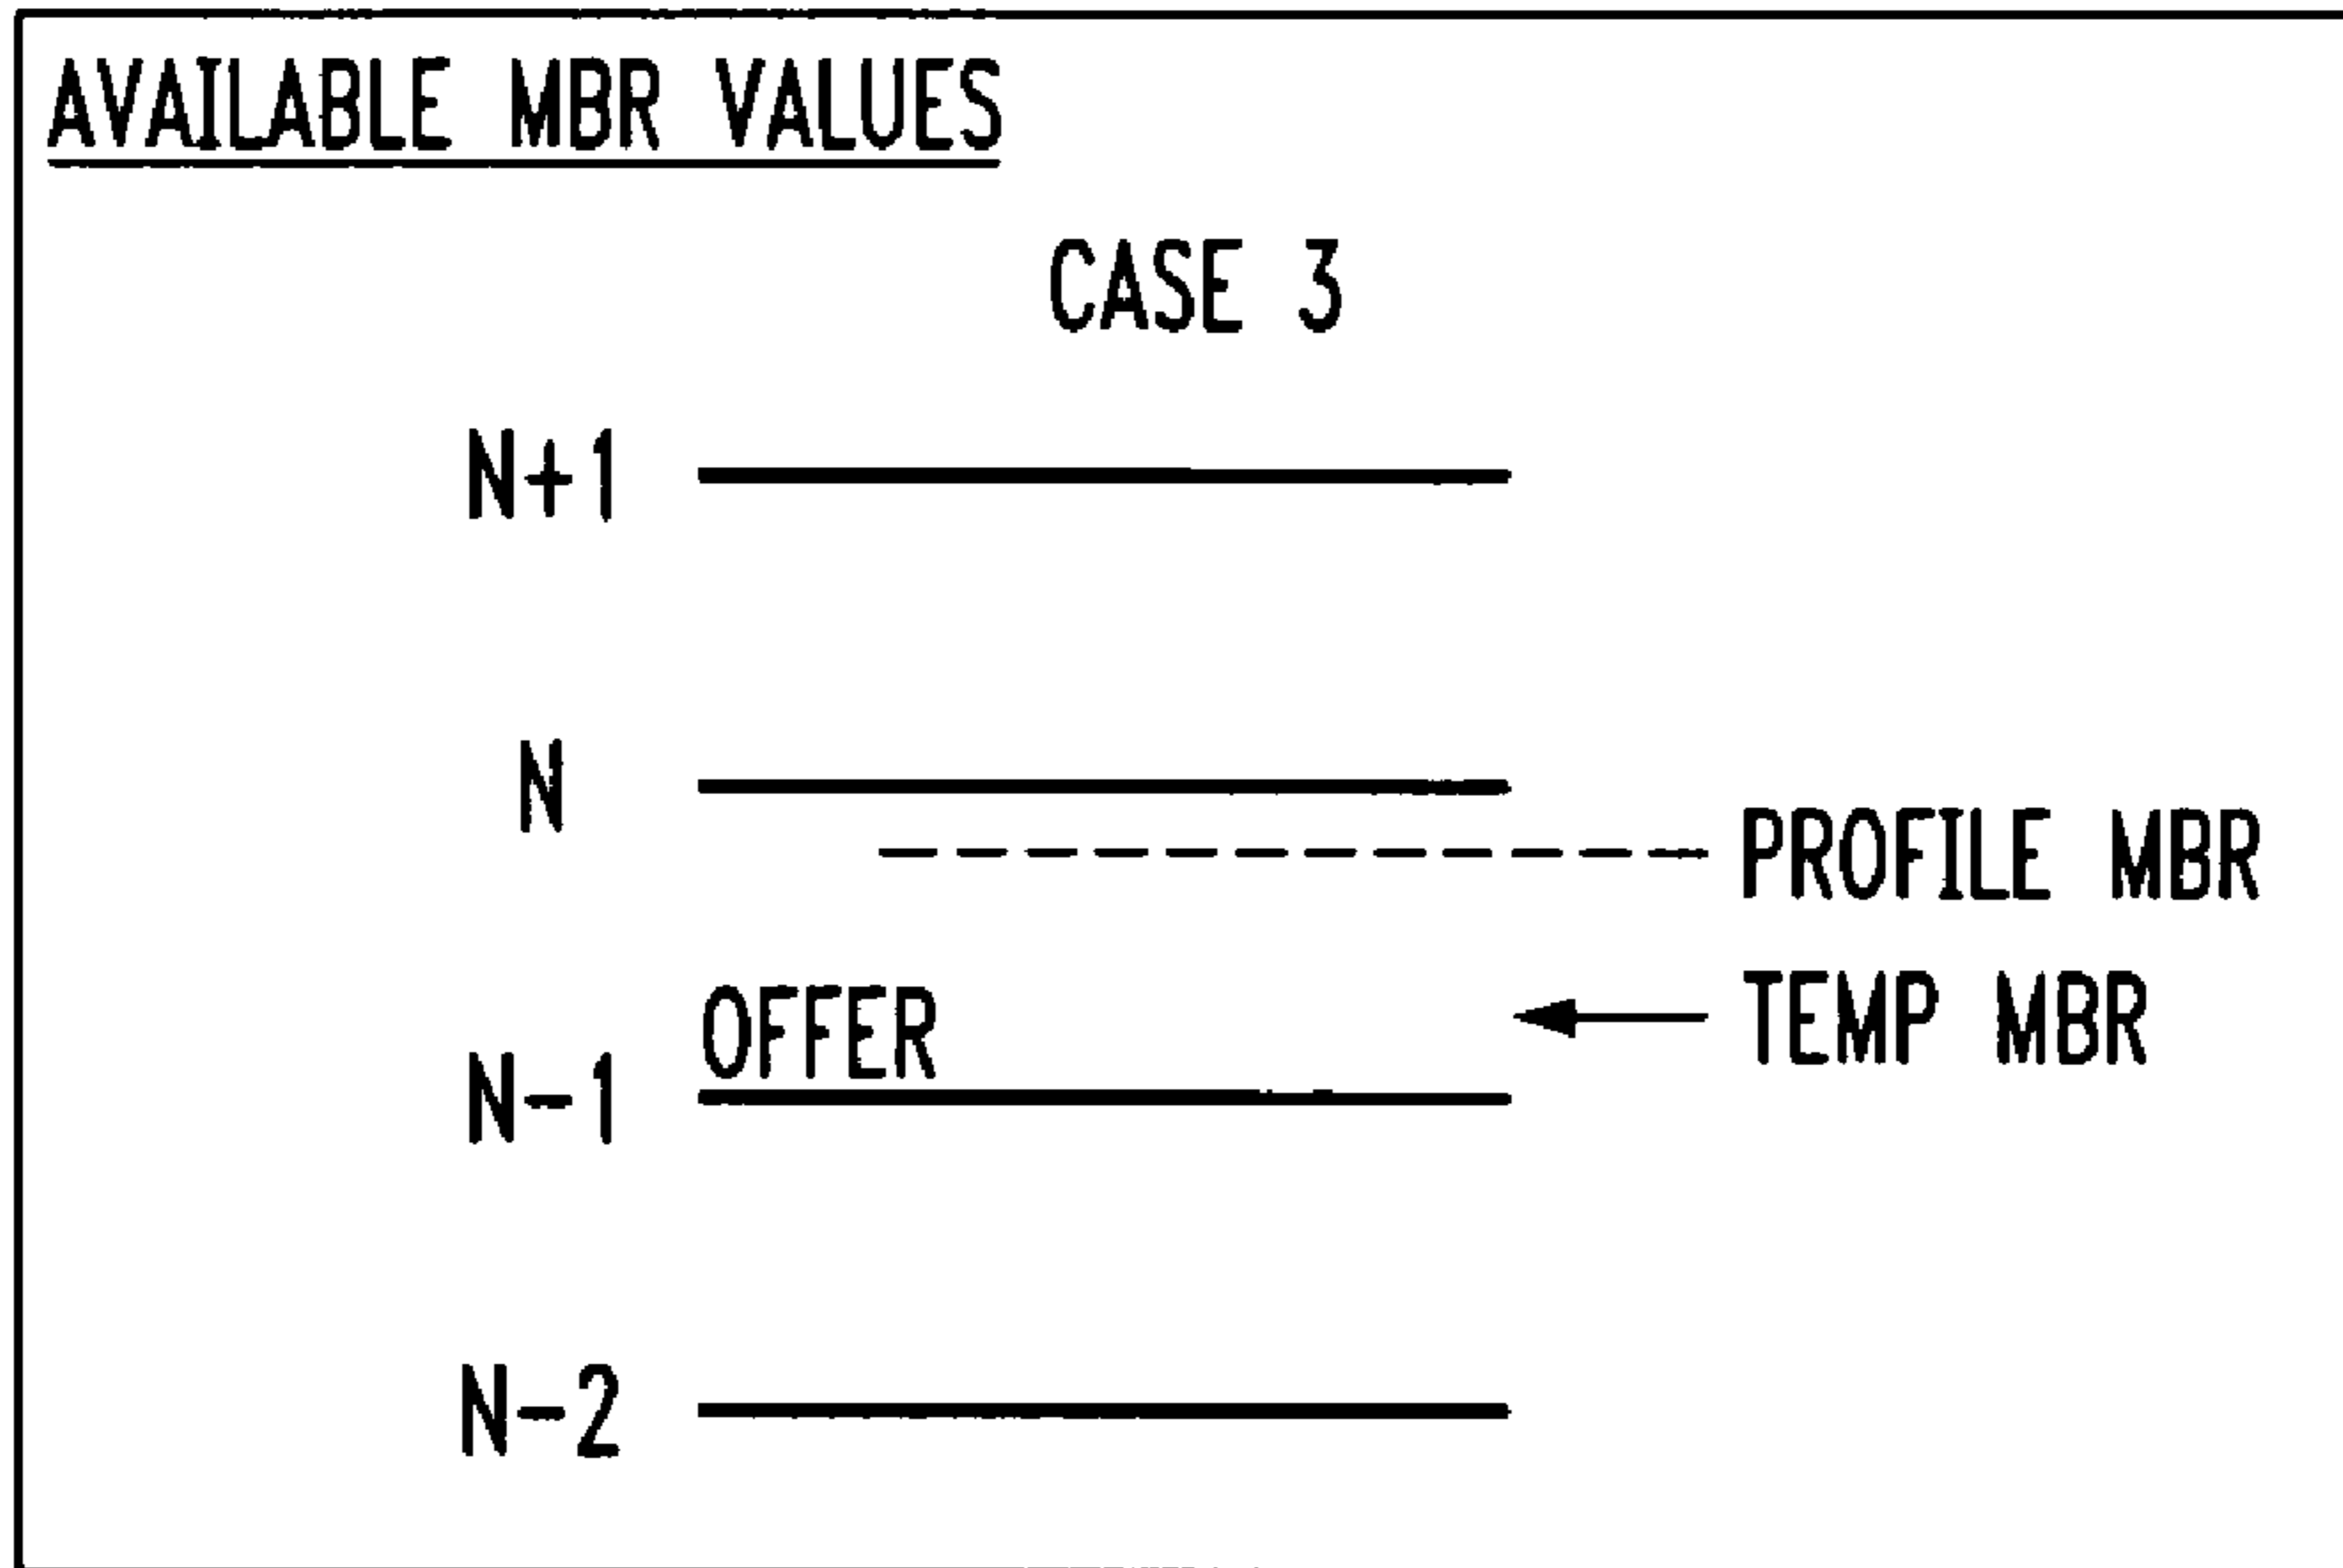 AVAILABLE MBR VALUES
CASE 3
N+1
N
PROFILE MBR
OFFER
TEMP MBR
N-1
N-2